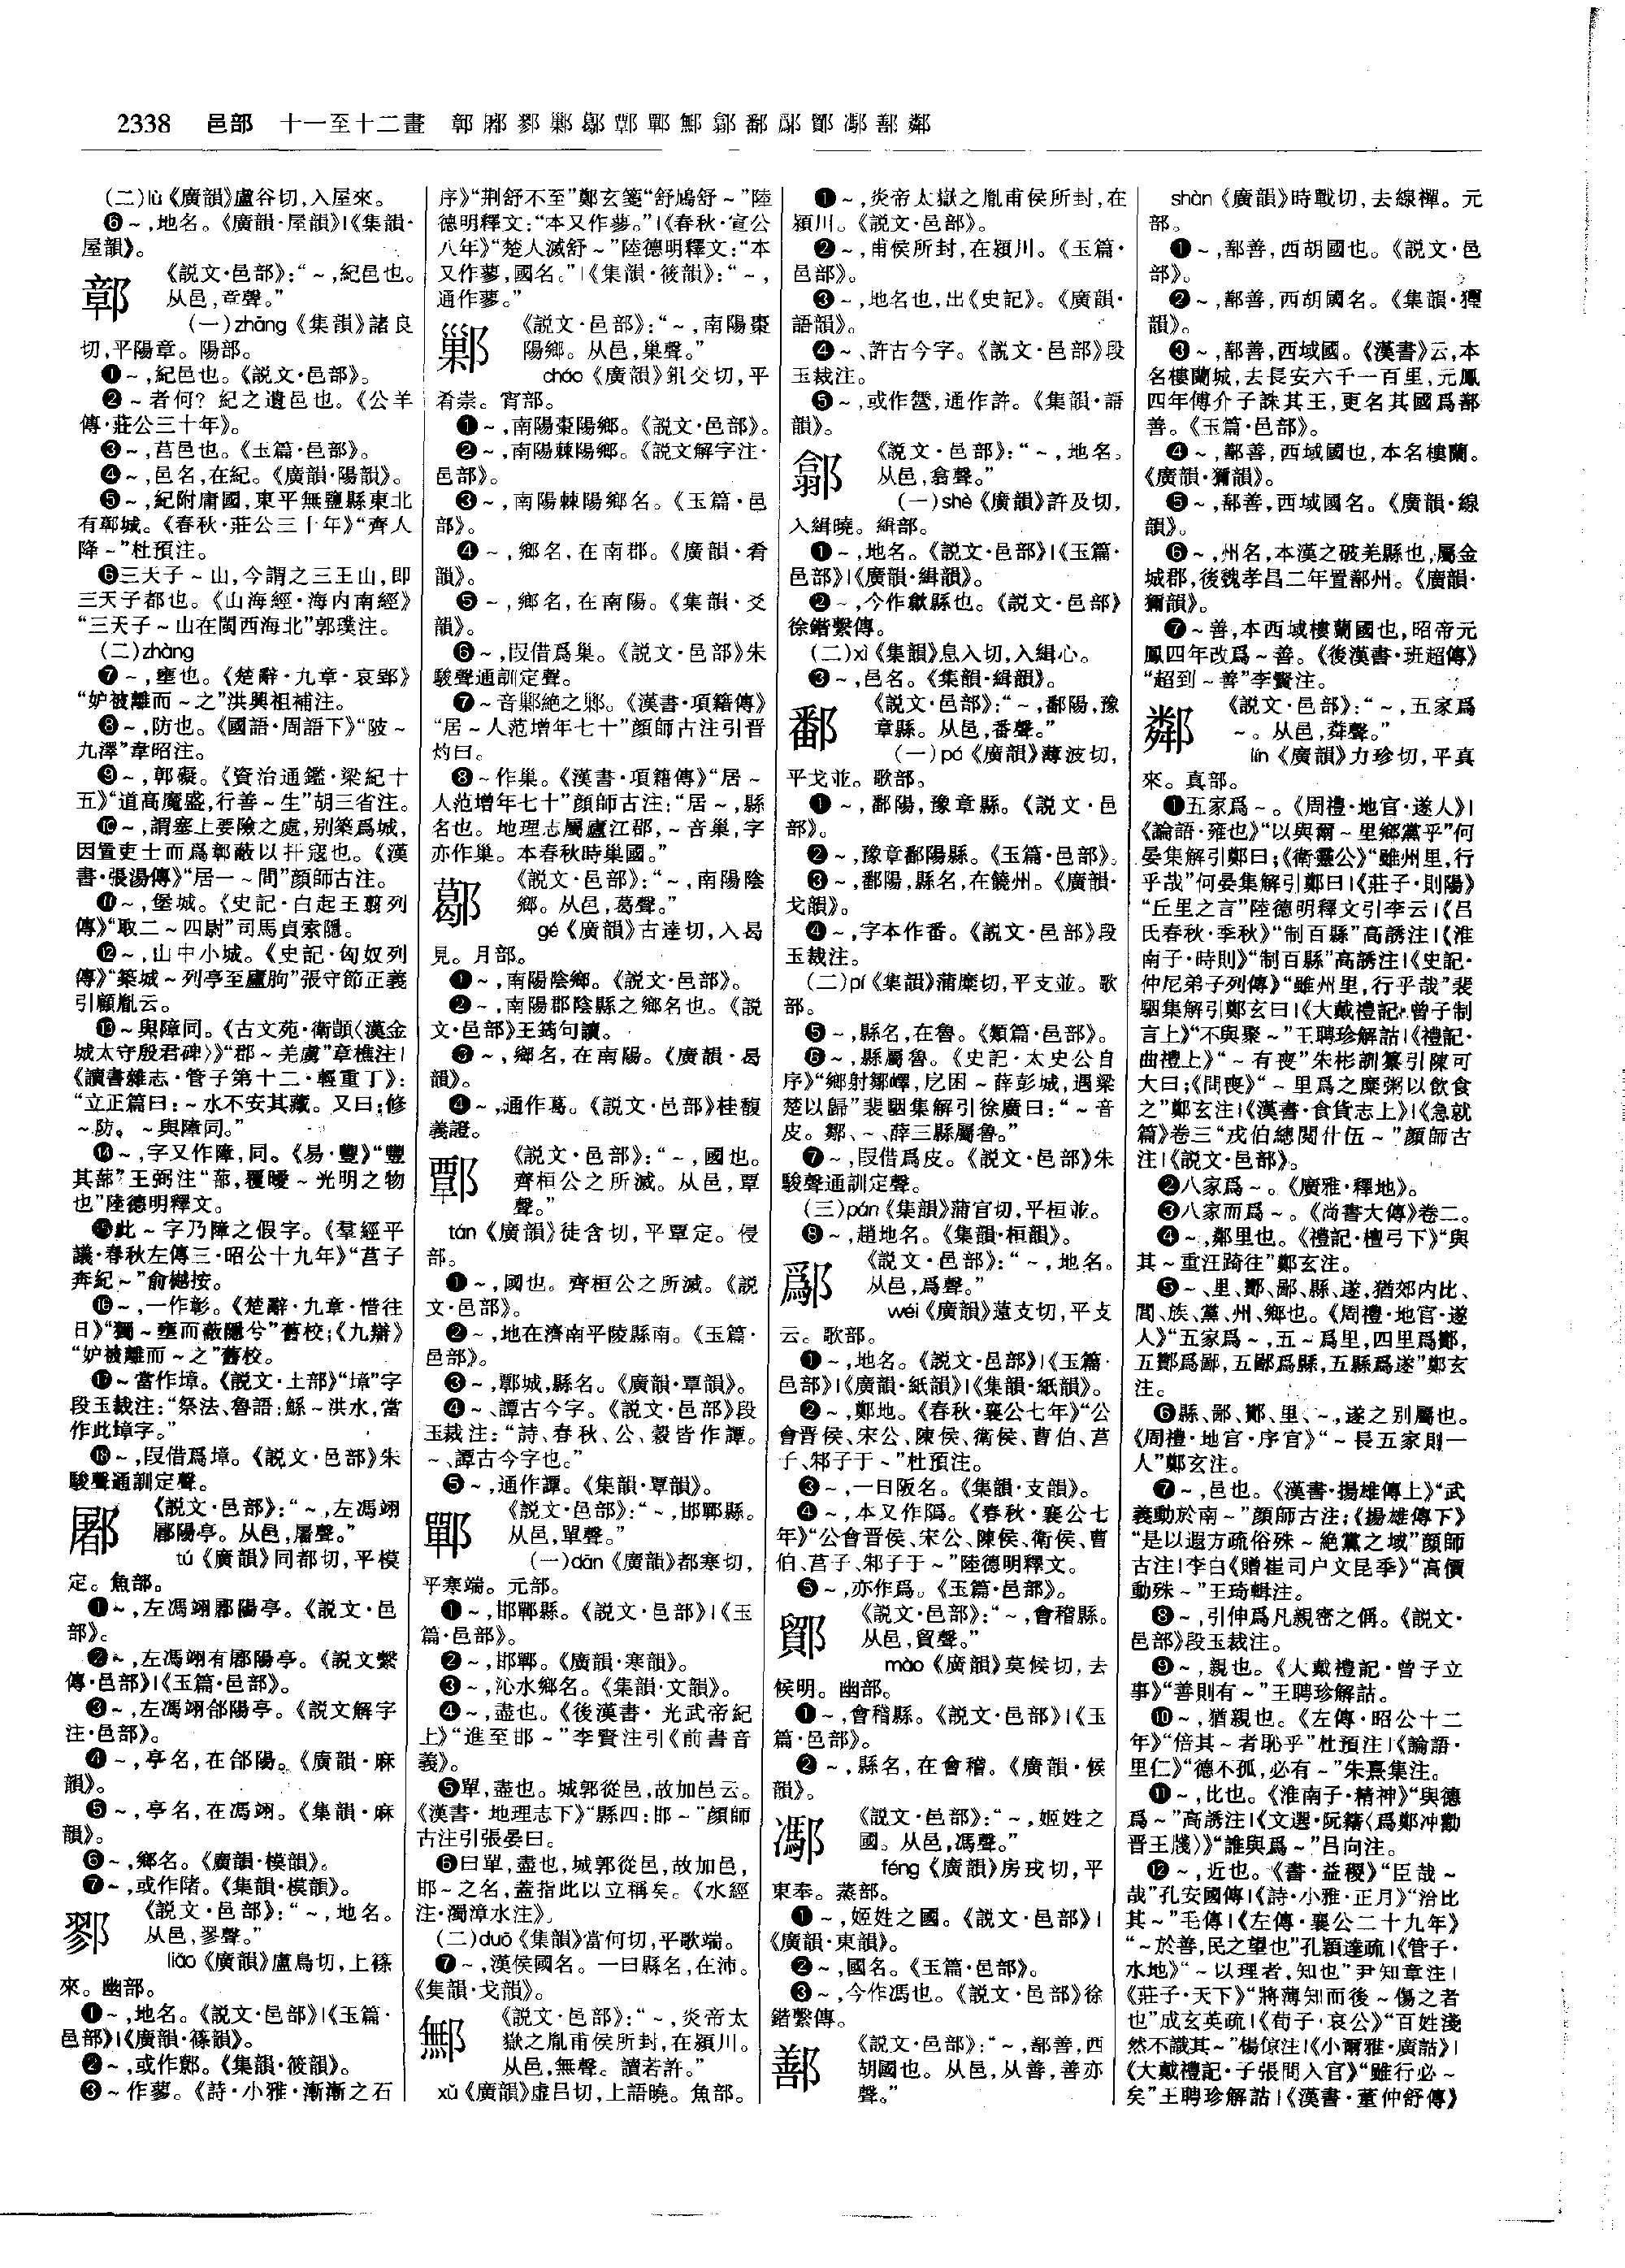 2338 邑部 十一至十二畫 鄣鄜鄝鄛鄒鄲鄦鄱鄬鄮鄯鄰
(二)lù《廣韻》盧谷切,入屋來。
❻~,地名。《廣韻·屋韻》|《集韻·
屋韻》。
鄣
《説文·邑部》:“~,紀邑也。
从邑,章聲。”
(一)zhāng《集韻》諸良
切,平陽章。陽部。
❶~,紀邑也。《説文·邑部》。
❷~者何?紀之遺邑也。《公羊
傳·莊公三十年》。
❸~,莒邑也。《玉篇·邑部》。
❹~,邑名,在紀。《廣韻·陽韻》。
❺~,紀附庸國,東平無鹽縣東北
有鄣城。《春秋·莊公三十年》“齊人
降~”杜預注。
❻三天子~山,今謂之三王山,即
三天子都也。《山海經·海内南經》
“三天子~山在閩西海北”郭璞注。
(二)zhàng
❼~,壅也。《楚辭·九章·哀郢》
“妒被離而~之”洪興祖補注。
❽~,防也。《國語·周語下》“陂~
九澤”韋昭注。
❾~,郭礙。《資治通鑑·梁紀十
五》“道高魔盛,行善~生”胡三省注。
❿~,謂塞上要險之處,别築爲城,
因置吏士而爲鄣蔽以扞寇也。《漢
書·張湯傳》“居一~間”顔師古注。
⓫~,堡城。《史記·白起王翦列
傳》“取二~四尉”司馬貞索隱。
⓬~,山中小城。《史記·匈奴列
傳》“築城~列亭至廬朐”張守節正義
引顧胤云。
⓭~與障同。《古文苑·衛顗〈漢金
城太守殷君碑〉》“郡~羌虜”章樵注|
《讀書雜志·管子第十二·輕重丁》:
“立正篇曰:~水不安其藏。又曰:修
~防。~與障同。”
⓮~,字又作障,同。《易·豐》“豐
其蔀”王弼注“蔀,覆曖~光明之物
也”陸德明釋文。
⓯此~字乃障之假字。《羣經平
議·春秋左傳三·昭公十九年》“莒子
奔紀~”俞樾按。
⓰~,一作彰。《楚辭·九章·惜往
日》“獨~壅而蔽隱兮”舊校;《九辯》
“妒被離而~之”舊校。
⓱~當作墇。《説文·土部》“墇”字
段玉裁注:“祭法、魯語:鯀~洪水,當
作此墇字。”
⓲~,叚借爲墇。《説文·邑部》朱
駿聲通訓定聲。
鄜
《説文·邑部》:“~,左馮翊
䣝陽亭。从邑,屠聲。”
tú《廣韻》同都切,平模
定。魚部。
❶~,左馮翊䣝陽亭。《説文·邑
部》。
❷~,左馮翊有䣝陽亭。《説文繫
傳·邑部》|《玉篇·邑部》。
❸~,左馮翊郃陽亭。《説文解字
注·邑部》。
❹~,亭名,在郃陽。《廣韻·麻
韻》。
❺~,亭名,在馮翊。《集韻·麻
韻》。
❻~,鄉名。《廣韻·模韻》。
❼~,或作䣝。《集韻·模韻》。
鄝
《説文·邑部》:“~,地名。
从邑,翏聲。”
liǎo《廣韻》盧鳥切,上篠
來。幽部。
❶~,地名。《説文·邑部》|《玉篇·
邑部》|《廣韻·篠韻》。
❷~,或作鄥。《集韻·筱韻》。
❸~作蓼。《詩·小雅·漸漸之石
序》“荆舒不至”鄭玄箋“舒鳩舒~”陸
德明釋文:“本又作蓼。”|《春秋·宣公
八年》“楚人滅舒~”陸德明釋文:“本
又作蓼,國名。”|《集韻·筱韻》:“~,
通作蓼。”
鄛
《説文·邑部》:“~,南陽棗
陽鄉。从邑,巢聲。”
cháo《廣韻》鉏交切,平
肴崇。宵部。
❶~,南陽棗陽鄉。《説文·邑部》。
❷~,南陽棘陽鄉。《説文解字注·
邑部》。
❸~,南陽棘陽鄉名。《玉篇·邑
部》。
❹~,鄉名,在南郡。《廣韻·肴
韻》。
❺~,鄉名,在南陽。《集韻·爻
韻》。
❻~,叚借爲巢。《説文·邑部》朱
駿聲通訓定聲。
❼~音鄛絶之鄛。《漢書·項籍傳》
“居~人范增年七十”顔師古注引晋
灼曰。
❽~作巢。《漢書·項籍傳》“居~
人范增年七十”顔師古注:“居~,縣
名也。地理志屬廬江郡,~音巢,字
亦作巢。本春秋時巢國。”
䣣
《説文·邑部》:“~,南陽陰
鄉。从邑,葛聲。”
gé《廣韻》古達切,入曷
見。月部。
❶~,南陽陰鄉。《説文·邑部》。
❷~,南陽郡陰縣之鄉名也。《説
文·邑部》王筠句讀。
❸~,鄉名,在南陽。《廣韻·曷
韻》。
❹~,通作葛。《説文·邑部》桂馥
義證。
鄿
《説文·邑部》:“~,國也。
齊桓公之所滅。从邑,覃
聲。”
tán《廣韻》徒含切,平覃定。侵
部。
❶~,國也。齊桓公之所滅。《説
文·邑部》。
❷~,地在濟南平陵縣南。《玉篇·
邑部》。
❸~,鄲城,縣名。《廣韻·覃韻》。
❹~、譚古今字。《説文·邑部》段
玉裁注:“詩、春秋、公、穀皆作譚。
~、譚古今字也。”
❺~,通作譚。《集韻·覃韻》。
鄲
《説文·邑部》:“~,邯鄲縣。
从邑,單聲。”
(一)dān《廣韻》都寒切,
平寒端。元部。
❶~,邯鄲縣。《説文·邑部》|《玉
篇·邑部》。
❷~,邯鄲。《廣韻·寒韻》。
❸~,沁水鄉名。《集韻·文韻》。
❹~,盡也。《後漢書·光武帝紀
上》“進至邯~”李賢注引《前書音
義》。
❺單,盡也。城郭從邑,故加邑云。
《漢書·地理志下》“縣四:邯~”顔師
古注引張晏曰。
❻曰單,盡也,城郭從邑,故加邑,
邯~之名,蓋指此以立稱矣。《水經
注·濁漳水注》。
(二)duō《集韻》當何切,平歌端。
❼~,漢侯國名。一曰縣名,在沛。
《集韻·戈韻》。
鄦
《説文·邑部》:“~,炎帝太
嶽之胤甫侯所封,在潁川。
从邑,無聲。讀若許。”
xǔ《廣韻》虚吕切,上語曉。魚部。
❶~,炎帝太嶽之胤甫侯所封,在
潁川。《説文·邑部》。
❷~,甫侯所封,在潁川。《玉篇·
邑部》。
❸~,地名也,出《史記》。《廣韻·
語韻》。
❹~、許古今字。《説文·邑部》段
玉裁注。
❺~,或作鄦,通作許。《集韻·語
韻》。
䣱
《説文·邑部》:“~,地名。
从邑,翕聲。”
(一)shè《廣韻》許及切,
入緝曉。緝部。
❶~,地名。《説文·邑部》|《玉篇·
邑部》|《廣韻·緝韻》。
❷~,今作歙縣也。《説文·邑部》
徐鍇繫傳。
(二)xì《集韻》息入切,入緝心。
❸~,邑名。《集韻·緝韻》。
鄱
《説文·邑部》:“~,鄱陽,豫
章縣。从邑,番聲。”
(一)pó《廣韻》薄波切,
平戈並。歌部。
❶~,鄱陽,豫章縣。《説文·邑
部》。
❷~,豫章鄱陽縣。《玉篇·邑部》。
❸~,鄱陽,縣名,在饒州。《廣韻·
戈韻》。
❹~,字本作番。《説文·邑部》段
玉裁注。
(二)pí《集韻》蒲麋切,平支並。歌
部。
❺~,縣名,在魯。《類篇·邑部》。
❻~,縣屬魯。《史記·太史公自
序》“鄉射鄒嶧,戹困~薛彭城,過梁
楚以歸”裴駰集解引徐廣曰:“~音
皮。鄒、~、薛三縣屬魯。”
❼~,叚借爲皮。《説文·邑部》朱
駿聲通訓定聲。
(三)pán《集韻》蒲官切,平桓並。
❽~,趙地名。《集韻·桓韻》。
鄬
《説文·邑部》:“~,地名。
从邑,爲聲。”
wéi《廣韻》薳支切,平支
云。歌部。
❶~,地名。《説文·邑部》|《玉篇·
邑部》|《廣韻·紙韻》|《集韻·紙韻》。
❷~,鄭地。《春秋·襄公七年》“公
會晋侯、宋公、陳侯、衛侯、曹伯、莒
子、邾子于~”杜預注。
❸~,一曰阪名。《集韻·支韻》。
❹~,本又作隔。《春秋·襄公七
年》“公會晋侯、宋公、陳侯、衛侯、曹
伯、莒子、邾子于~”陸德明釋文。
❺~,亦作爲。《玉篇·邑部》。
鄮
《説文·邑部》:“~,會稽縣。
从邑,貿聲。”
mào《廣韻》莫候切,去
候明。幽部。
❶~,會稽縣。《説文·邑部》|《玉
篇·邑部》。
❷~,縣名,在會稽。《廣韻·候
韻》。
鄸
《説文·邑部》:“~,姬姓之
國。从邑,馮聲。”
féng《廣韻》房戎切,平
東奉。蒸部。
❶~,姬姓之國。《説文·邑部》|
《廣韻·東韻》。
❷~,國名。《玉篇·邑部》。
❸~,今作馮也。《説文·邑部》徐
鍇繫傳。
鄯
《説文·邑部》:“~,鄯善,西
胡國也。从邑,从善,善亦
聲。”
shàn《廣韻》時戰切,去線禪。元
部。
❶~,鄯善,西胡國也。《説文·邑
部》。
❷~,鄯善,西胡國名。《集韻·𤣗
韻》。
❸~,鄯善,西域國。《漢書》云,本
名樓蘭城,去長安六千一百里,元鳳
四年傅介子誅其王,更名其國爲鄯
善。《玉篇·邑部》。
❹~,鄯善,西域國也,本名樓蘭。
《廣韻·獮韻》。
❺~,鄯善,西域國名。《廣韻·線
韻》。
❻~,州名,本漢之破羌縣也,屬金
城郡,後魏孝昌二年置鄯州。《廣韻·
獮韻》。
❼~善,本西域樓蘭國也,昭帝元
鳳四年改爲~善。《後漢書·班超傳》
“超到~善”李賢注。
鄰
《説文·邑部》:“~,五家爲
~。从邑,粦聲。”
lín《廣韻》力珍切,平真
來。真部。
❶五家爲~。《周禮·地官·遂人》|
《論語·雍也》“以與爾~里鄉黨乎”何
晏集解引鄭曰;《衛靈公》“雖州里,行
乎哉”何晏集解引鄭曰|《莊子·則陽》
“丘里之言”陸德明釋文引李云|《吕
氏春秋·季秋》“制百縣”高誘注|《淮
南子·時則》“制百縣”高誘注|《史記·
仲尼弟子列傳》“雖州里,行乎哉”裴
駰集解引鄭玄曰|《大戴禮記·曾子制
言上》“不與聚~”王聘珍解詁|《禮記·
曲禮上》“~有喪”朱彬訓纂引陳可
大曰;《問喪》“~里爲之糜粥以飲食
之”鄭玄注|《漢書·食貨志上》|《急就
篇》卷三“戎伯總閲什伍~”顔師古
注|《説文·邑部》。
❷八家爲~。《廣雅·釋地》。
❸八家而爲~。《尚書大傳》卷二。
❹~,鄰里也。《禮記·檀弓下》“與
其~重汪踦往”鄭玄注。
❺~、里、酇、鄙、縣、遂,猶郊内比、
閭、族、黨、州、鄉也。《周禮·地官·遂
人》“五家爲~,五~爲里,四里爲酇,
五酇爲鄙,五鄙爲縣,五縣爲遂”鄭玄
注。
❻縣、鄙、酇、里、~,遂之别屬也。
《周禮·地官·序官》“~長五家則一
人”鄭玄注。
❼~,邑也。《漢書·揚雄傳上》“武
義動於南~”顔師古注;《揚雄傳下》
“是以遐方疏俗殊~絶黨之域”顔師
古注|李白《贈崔司户文昆季》“高價
動殊~”王琦輯注。
❽~,引伸爲凡親密之偁。《説文·
邑部》段玉裁注。
❾~,親也。《大戴禮記·曾子立
事》“善則有~”王聘珍解詁。
❿~,猶親也。《左傳·昭公十二
年》“倍其~者恥乎”杜預注|《論語·
里仁》“德不孤,必有~”朱熹集注。
⓫~,比也。《淮南子·精神》“與德
爲~”高誘注|《文選·阮籍〈爲鄭冲勸
晋王牋〉》“誰與爲~”吕向注。
⓬~,近也。《書·益稷》“臣哉~
哉”孔安國傳|《詩·小雅·正月》“洽比
其~”毛傳|《左傳·襄公二十九年》
“~於善,民之望也”孔穎達疏|《管子·
水地》“~以理者,知也”尹知章注|
《莊子·天下》“將薄知而後~傷之者
也”成玄英疏|《荀子·哀公》“百姓淺
然不識其~”楊倞注|《小爾雅·廣詁》|
《大戴禮記·子張問入官》“雖行必~
矣”王聘珍解詁|《漢書·董仲舒傳》